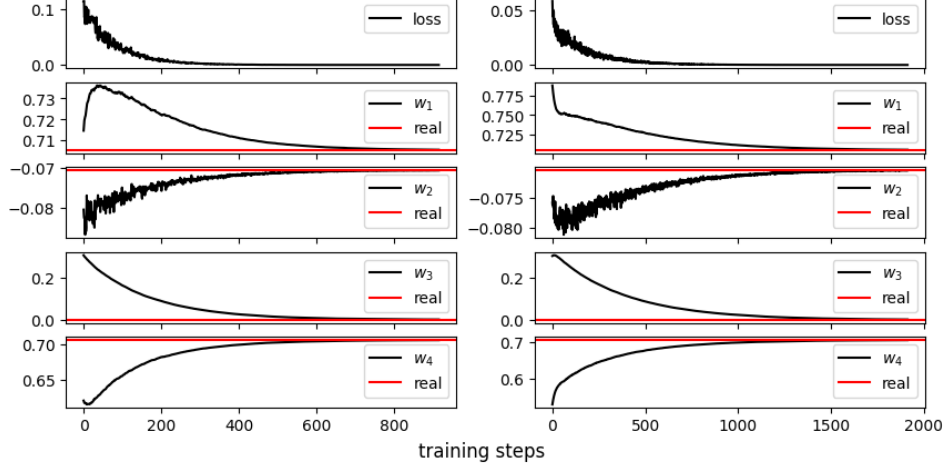 0.1
0.0
loss
0.05
0.00
loss
0.73
0.72
0.71
w₁
real
0.775
0.750
0.725
w₁
real
−0.07
−0.08
w₂
real
−0.075
−0.080
w₂
real
0.2
0.0
w₃
real
0.2
0.0
w₃
real
0.70
0.65
w₄
real
0.7
0.6
w₄
real
0 200 400 600 800
0 500 1000 1500 2000
training steps